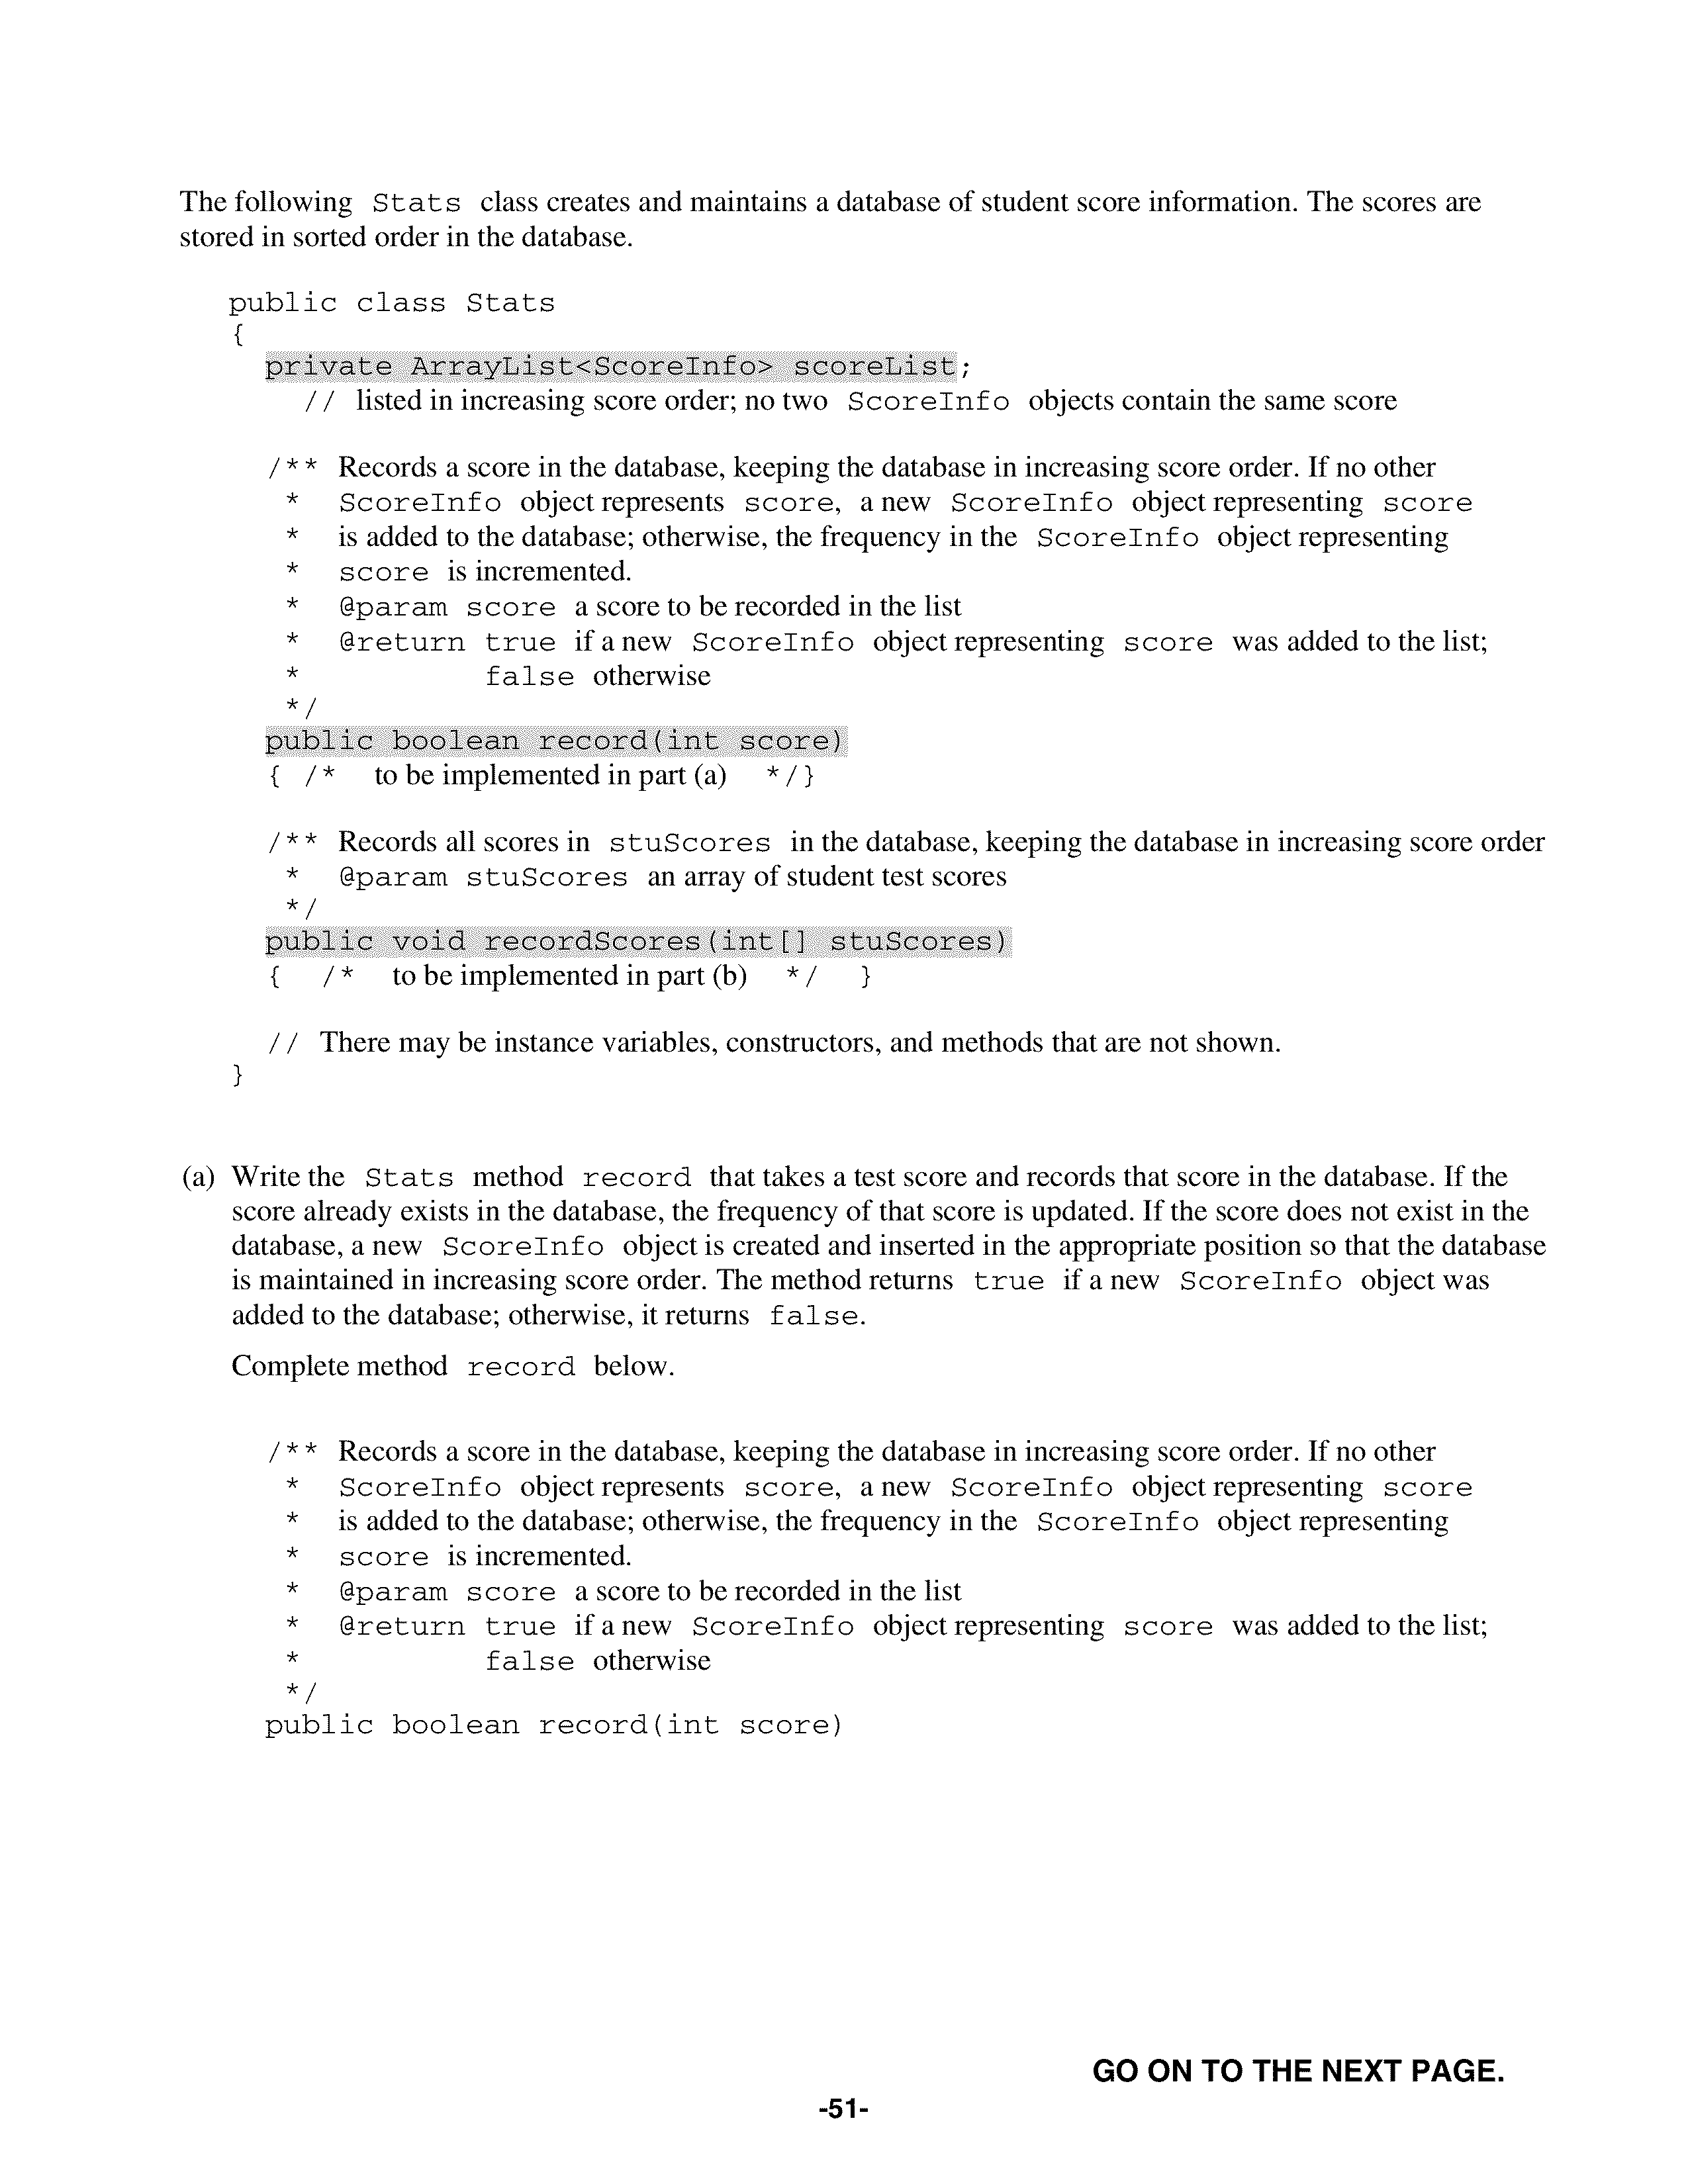 The following Stats class creates and maintains a database of student score information. The scores are
stored in sorted order in the database.
public class Stats
{
private ArrayList<ScoreInfo> scoreList;
// listed in increasing score order; no two ScoreInfo objects contain the same score
/** Records a score in the database, keeping the database in increasing score order. If no other
* ScoreInfo object represents score, a new ScoreInfo object representing score
* is added to the database; otherwise, the frequency in the ScoreInfo object representing
* score is incremented.
* @param score a score to be recorded in the list
* @return true if a new ScoreInfo object representing score was added to the list;
* false otherwise
*/
public boolean record(int score)
{ /* to be implemented in part (a) */}
/** Records all scores in stuScores in the database, keeping the database in increasing score order
* @param stuScores an array of student test scores
*/
public void recordScores(int[] stuScores)
{ /* to be implemented in part (b) */ }
// There may be instance variables, constructors, and methods that are not shown.
}
(a) Write the Stats method record that takes a test score and records that score in the database. If the
score already exists in the database, the frequency of that score is updated. If the score does not exist in the
database, a new ScoreInfo object is created and inserted in the appropriate position so that the database
is maintained in increasing score order. The method returns true if a new ScoreInfo object was
added to the database; otherwise, it returns false.
Complete method record below.
/** Records a score in the database, keeping the database in increasing score order. If no other
* ScoreInfo object represents score, a new ScoreInfo object representing score
* is added to the database; otherwise, the frequency in the ScoreInfo object representing
* score is incremented.
* @param score a score to be recorded in the list
* @return true if a new ScoreInfo object representing score was added to the list;
* false otherwise
*/
public boolean record(int score)
GO ON TO THE NEXT PAGE.
-51-